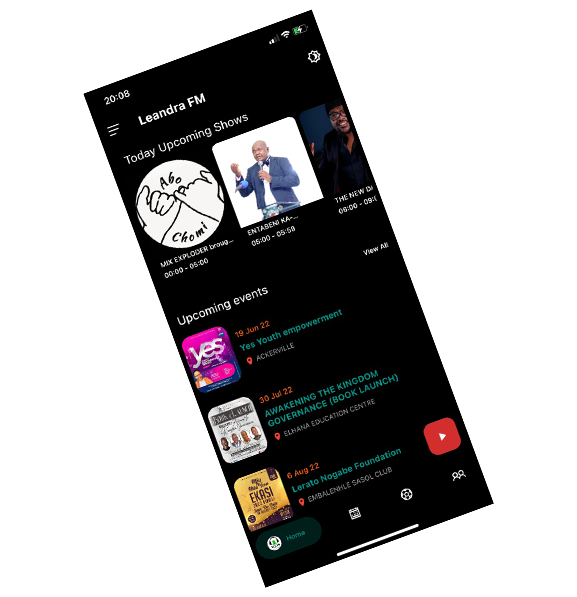 20:08
Leandra FM
Today Upcoming Shows
Abo
Chomi
MIX EXPLODER broug...
00:00 - 05:00
ENTABENI KA-...
05:00 - 05:59
THE NEW DA
06:00 - 09:0
View All
Upcoming events
19 Jun 22
Yes Youth empowerment
ACKERVILLE
yes
30 Jul 22
AWAKENING THE KINGDOM
GOVERNANCE (BOOK LAUNCH)
ELHANA EDUCATION CENTRE
6 Aug 22
Lerato Nogabe Foundation
EMBALENHLE SASOL CLUB
EKASI
Home